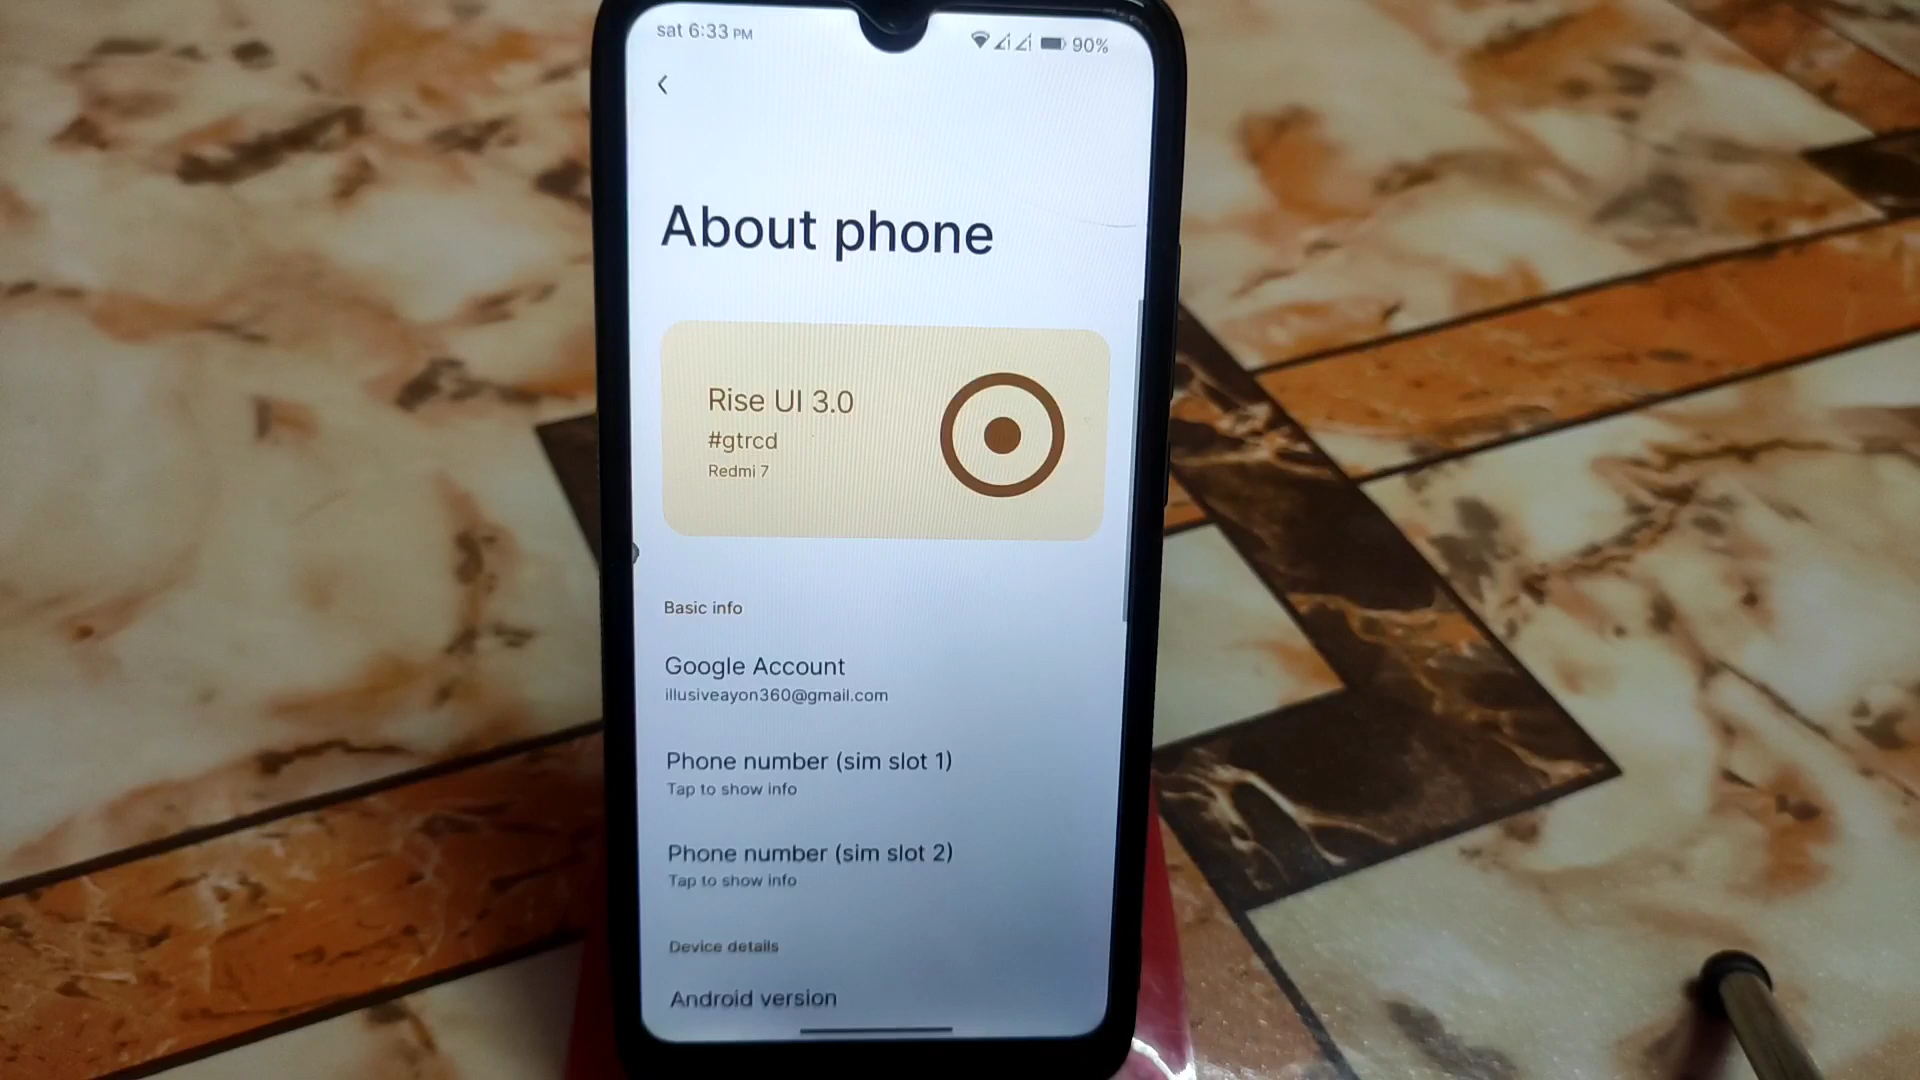 sat 6:33 PM
90%
About phone
Rise UI 3.0
#gtrcd
Redmi 7
Basic info
Google Account
illusiveayon360@gmail.com
Phone number (sim slot 1)
Tap to show info
Phone number (sim slot 2)
Tap to show info
Device details
Android version